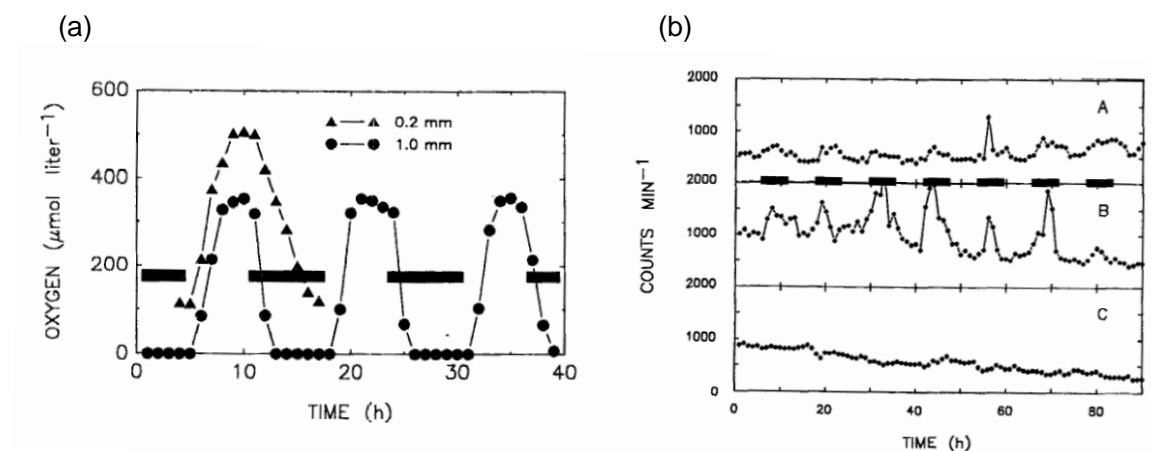 (a)
(b)
OXYGEN (μmol liter⁻¹)
600
400
200
0
0.2 mm
1.0 mm
0 10 20 30 40
TIME (h)
COUNTS MIN⁻¹
2000
1000
A
2000
1000
B
2000
1000
C
0
0 20 40 60 80
TIME (h)